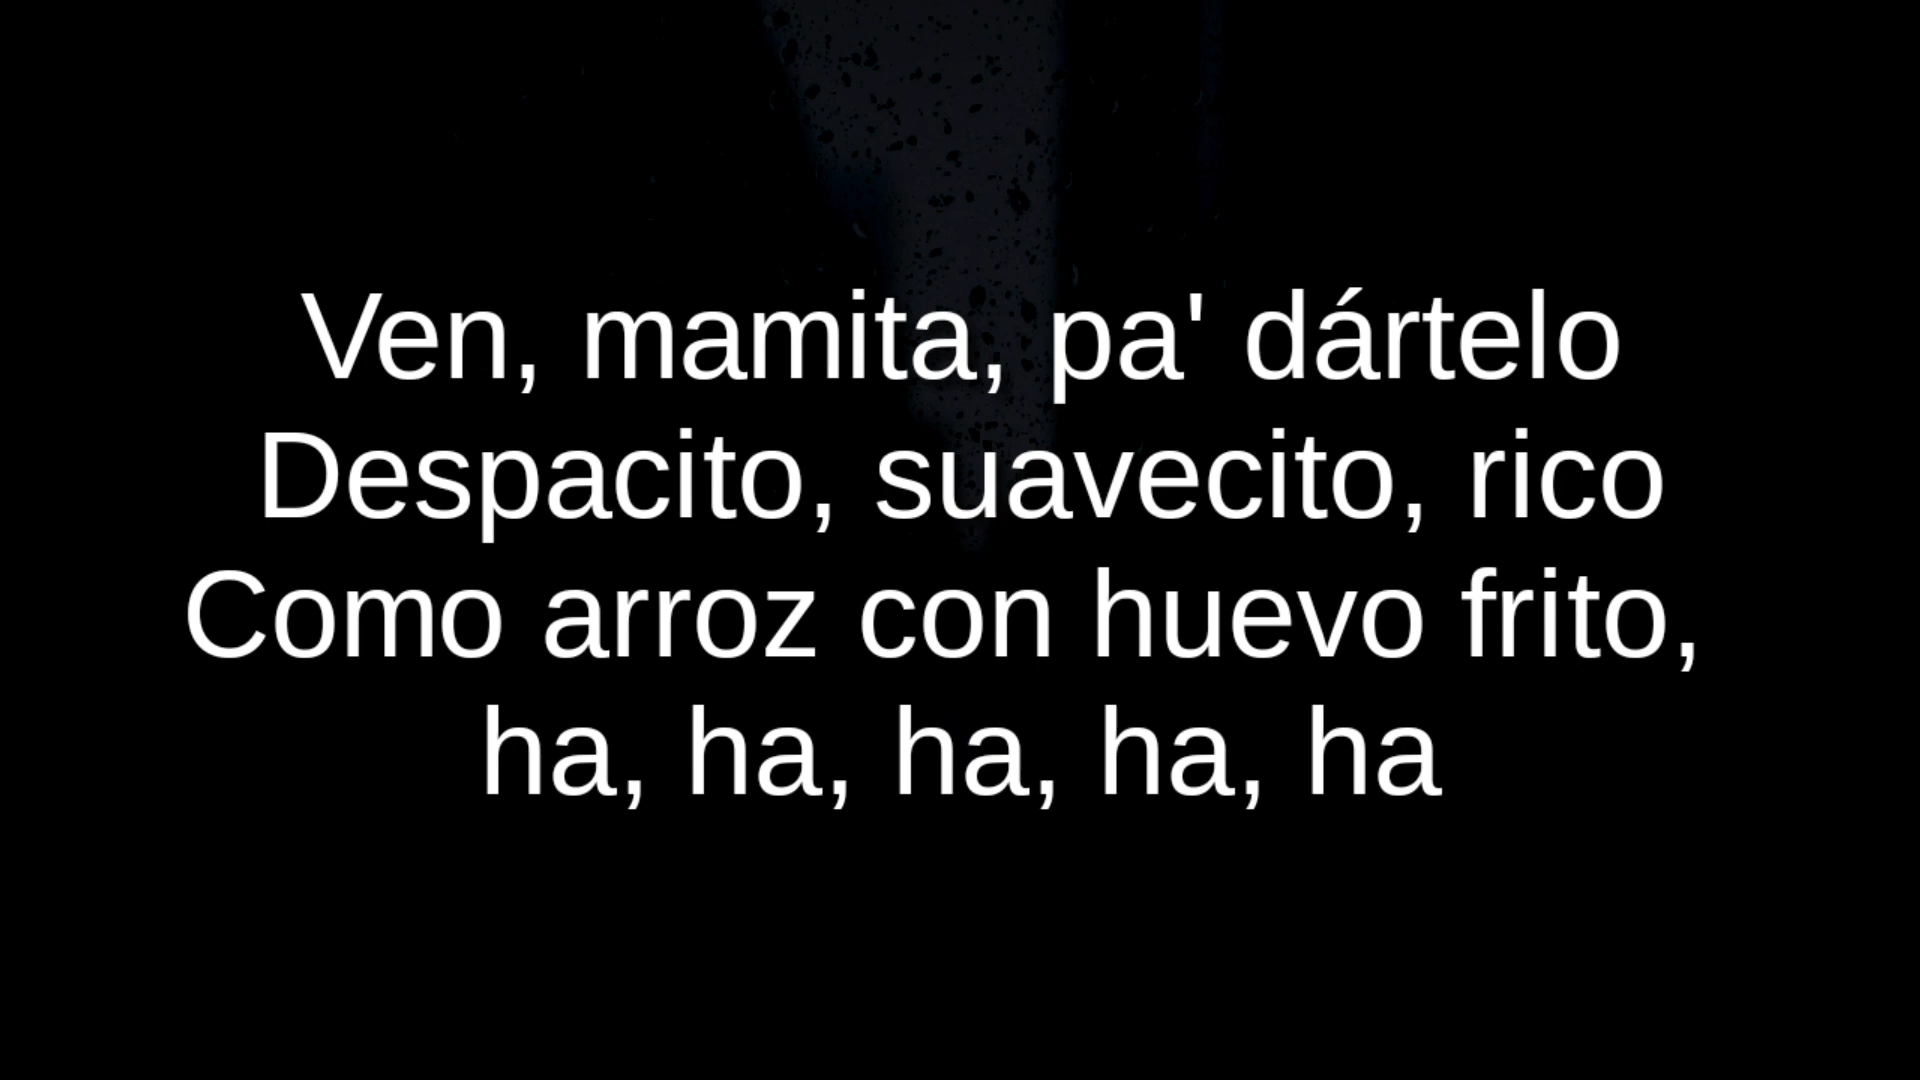 Ven, mamita, pa' dártelo
Despacito, suavecito, rico
Como arroz con huevo frito,
ha, ha, ha, ha, ha